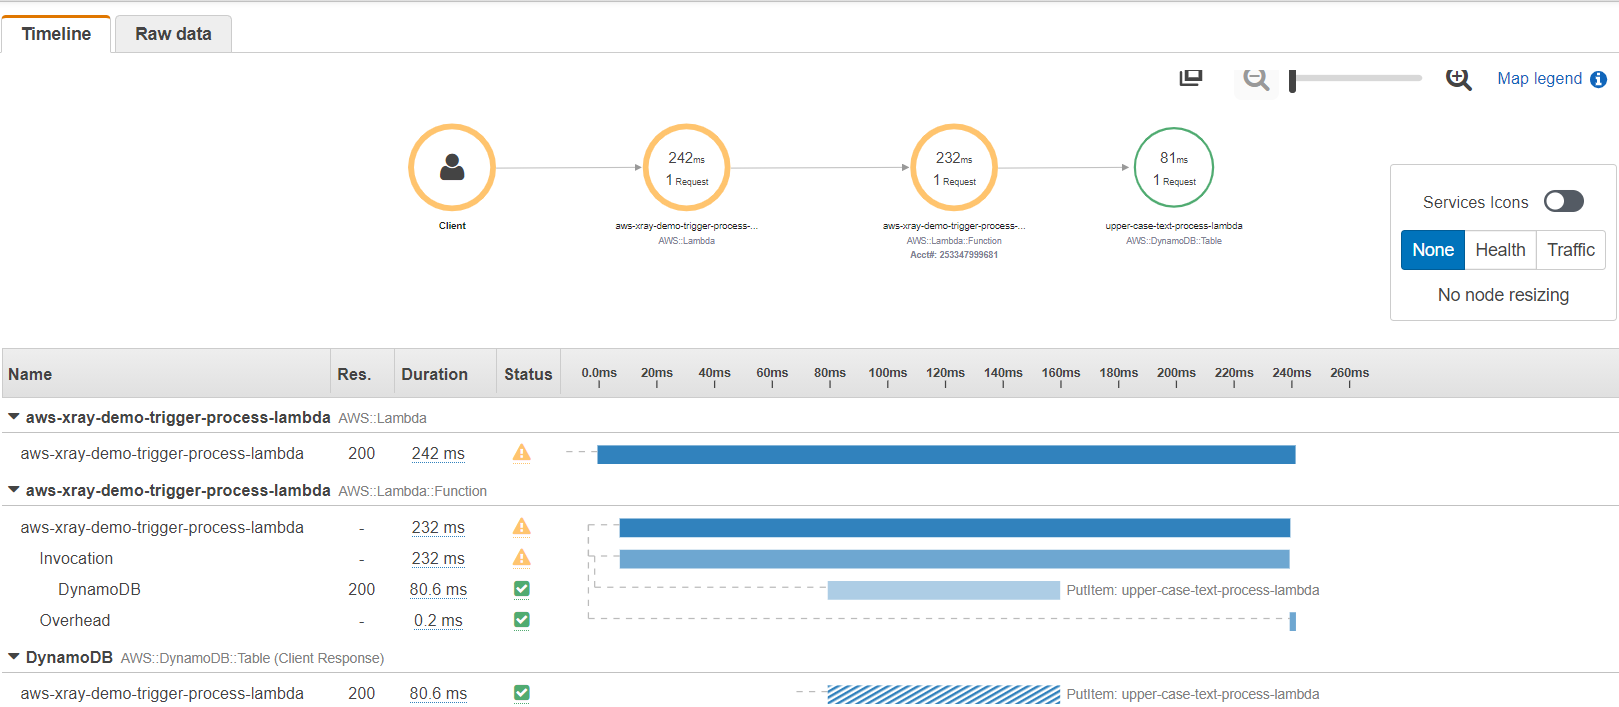 Timeline
Raw data
Map legend
242ms
1 Request
232ms
1 Request
81ms
1 Request
Client
aws-xray-demo-trigger-process-...
AWS::Lambda
aws-xray-demo-trigger-process-...
AWS::Lambda::Function
Acct#: 253347999681
upper-case-text-process-lambda
AWS::DynamoDB::Table
Services Icons
None Health Traffic
No node resizing
Name Res. Duration Status 0.0ms 20ms 40ms 60ms 80ms 100ms 120ms 140ms 160ms 180ms 200ms 220ms 240ms 260ms
aws-xray-demo-trigger-process-lambda AWS::Lambda
aws-xray-demo-trigger-process-lambda 200 242 ms
aws-xray-demo-trigger-process-lambda AWS::Lambda::Function
aws-xray-demo-trigger-process-lambda - 232 ms
Invocation - 232 ms
DynamoDB 200 80.6 ms PutItem: upper-case-text-process-lambda
Overhead - 0.2 ms
DynamoDB AWS::DynamoDB::Table (Client Response)
aws-xray-demo-trigger-process-lambda 200 80.6 ms PutItem: upper-case-text-process-lambda